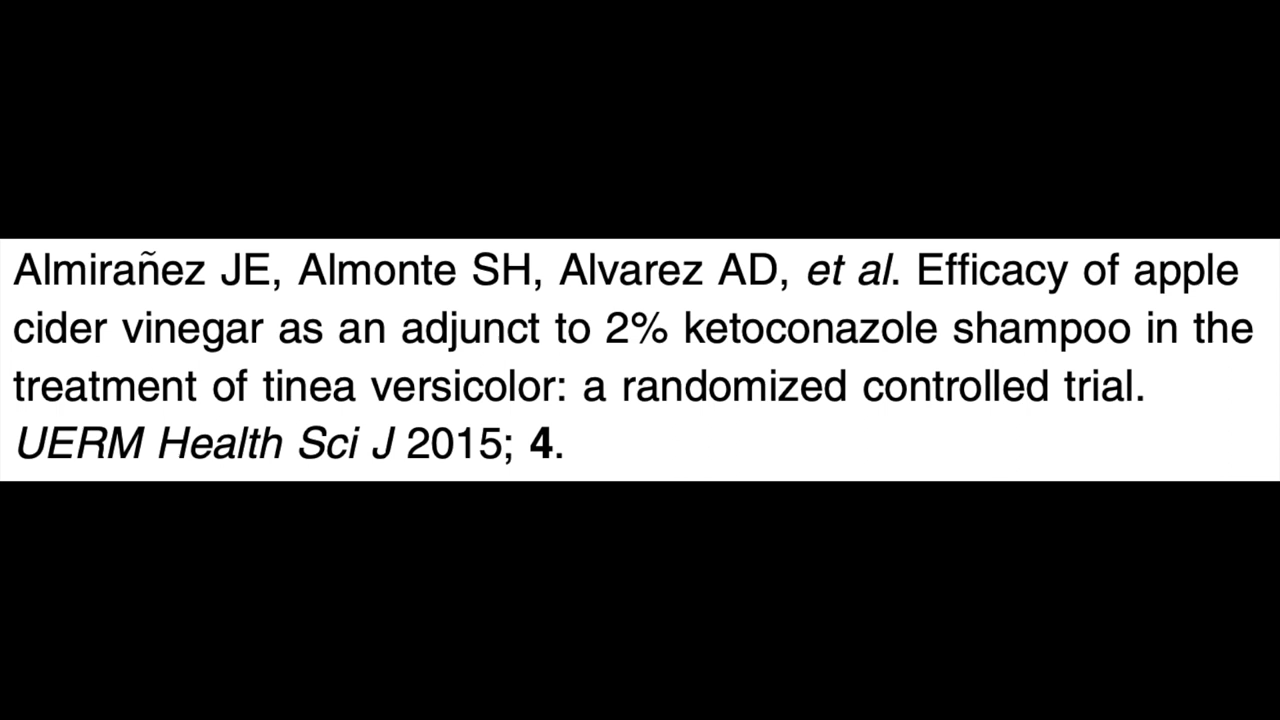 Almirañez JE, Almonte SH, Alvarez AD, et al. Efficacy of apple
cider vinegar as an adjunct to 2% ketoconazole shampoo in the
treatment of tinea versicolor: a randomized controlled trial.
UERM Health Sci J 2015; 4.